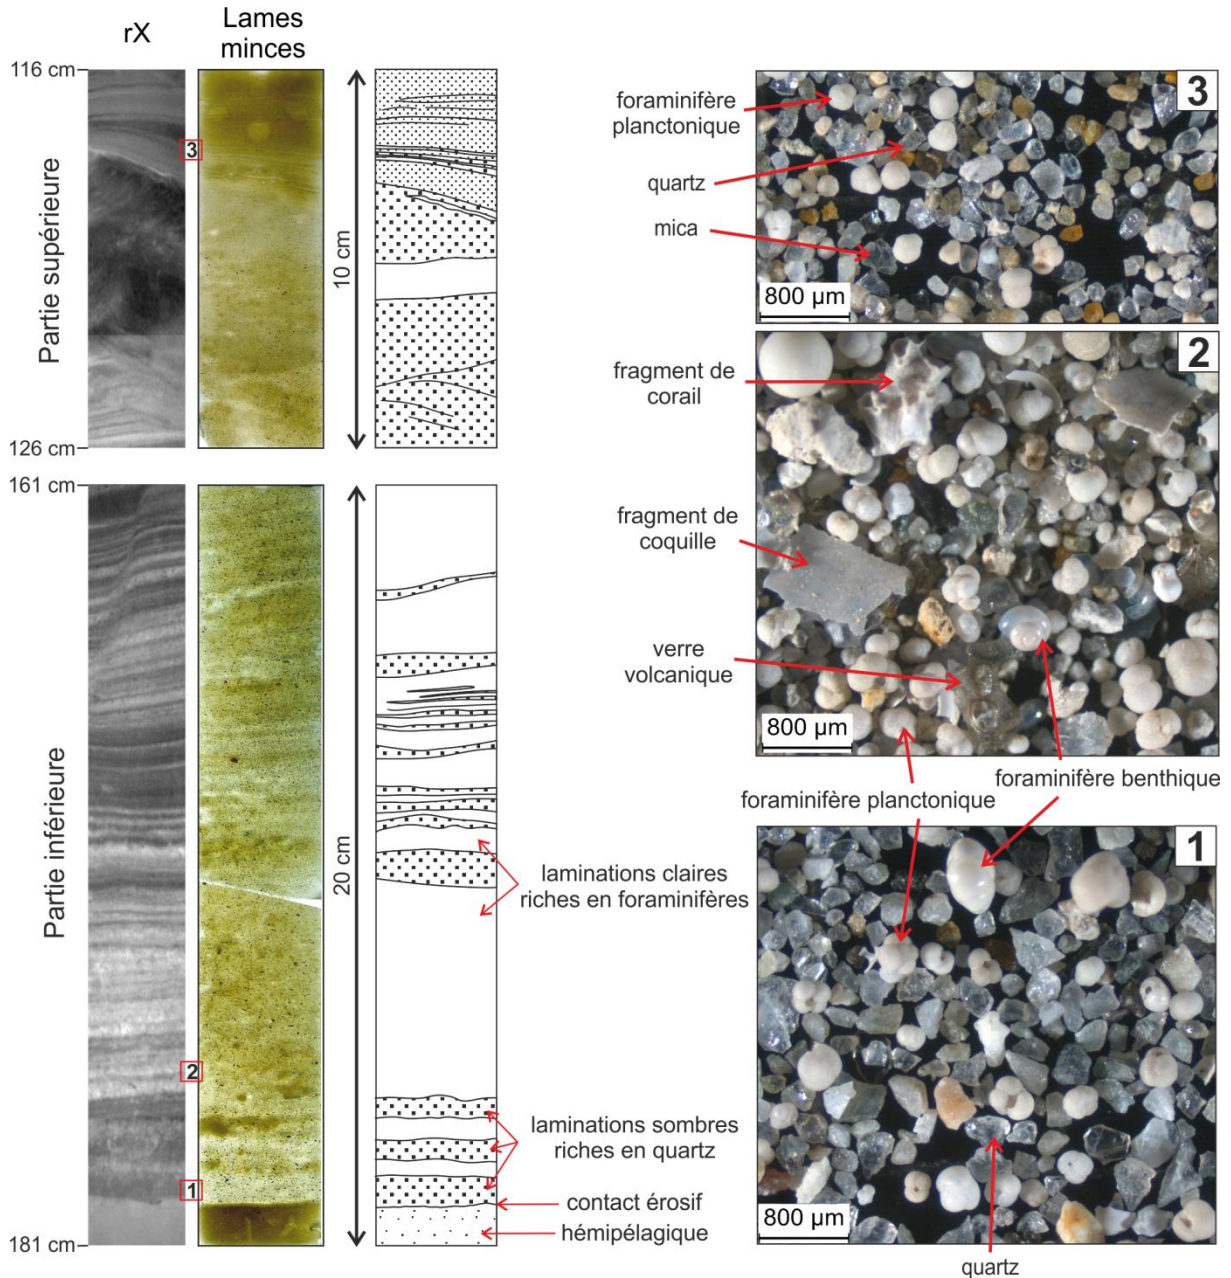 rX
Lames
minces
116 cm
3
Partie supérieure
10 cm
126 cm
161 cm
Partie inférieure
20 cm
2
1
181 cm
laminations claires
riches en foraminifères
laminations sombres
riches en quartz
contact érosif
hémipélagique
3
foraminifère
planctonique
quartz
mica
800 µm
2
fragment de
corail
fragment de
coquille
verre
volcanique
800 µm
foraminifère benthique
foraminifère planctonique
1
800 µm
quartz